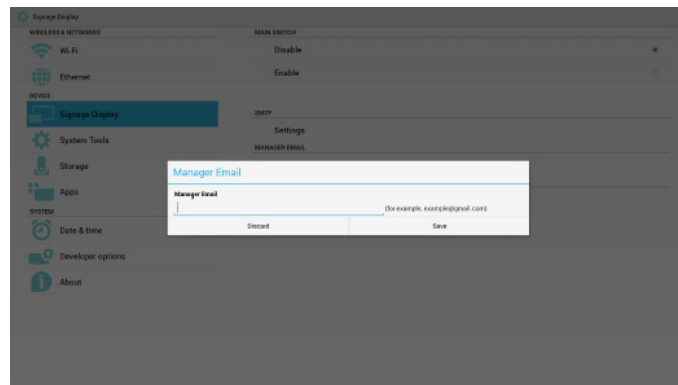 Signage Display
WIRELESS & NETWORKS
Wi-Fi
Ethernet
DEVICE
Signage Display
System Tools
Storage
Apps
SYSTEM
Date & time
Developer options
About
MAIN SWITCH
Disable
Enable
SMTP
Settings
MANAGER EMAIL
Manager Email
Manager Email
(for example, example@gmail.com)
Discard
Save